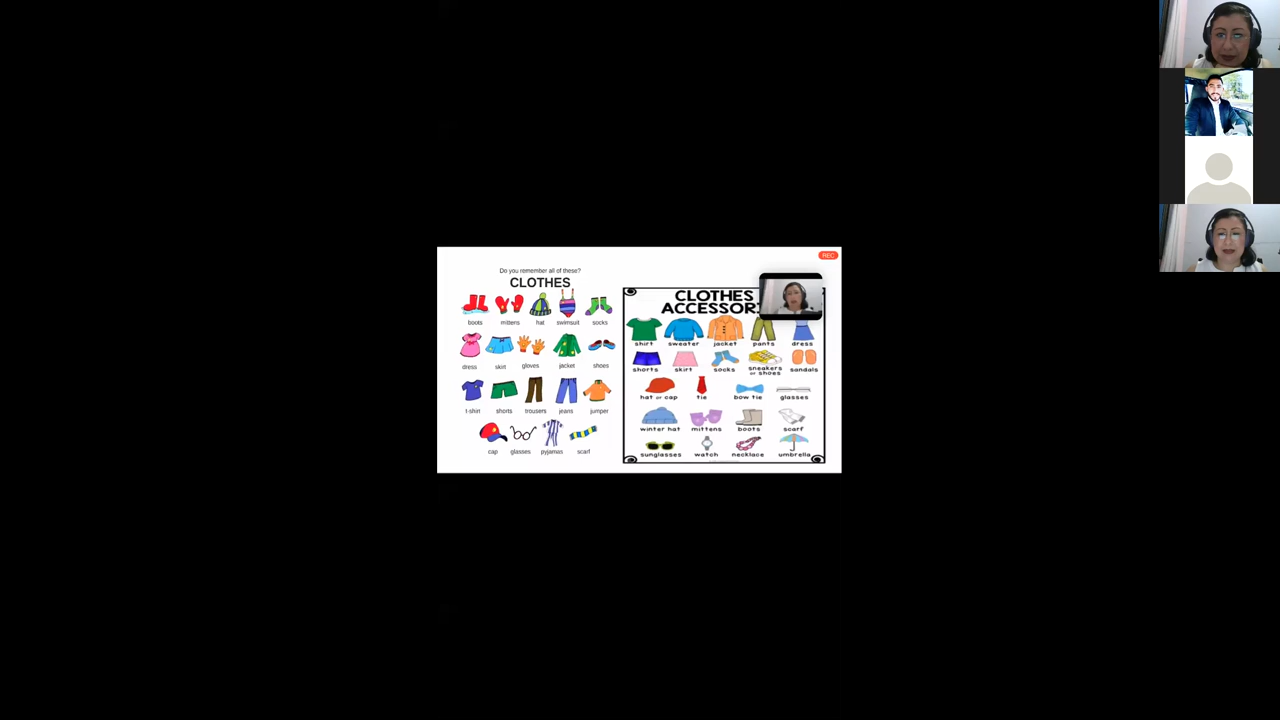 REC
Do you remember all of these?
CLOTHES
boots mittens hat swimsuit socks
dress skirt gloves jacket shoes
t-shirt shorts trousers jeans jumper
cap glasses pyjamas scarf
CLOTHES
shirt sweater jacket pants dress
shorts skirt socks sneakers or shoes sandals
hat or cap tie bow tie glasses
winter hat mittens boots scarf
sunglasses watch necklace umbrella